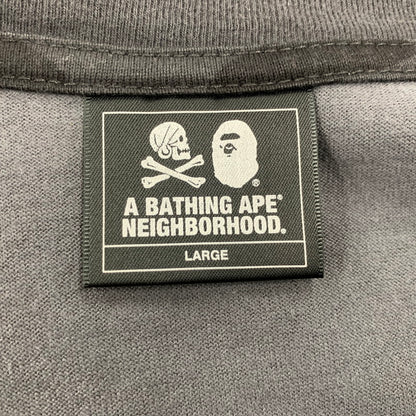 ®
A BATHING APE®
NEIGHBORHOOD.
LARGE